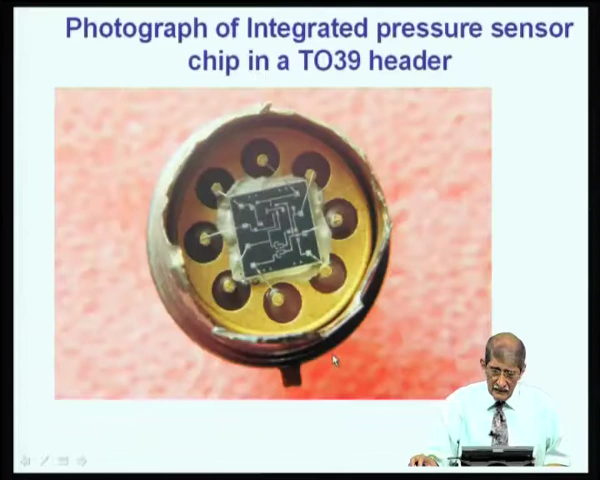 Photograph of Integrated pressure sensor
chip in a TO39 header